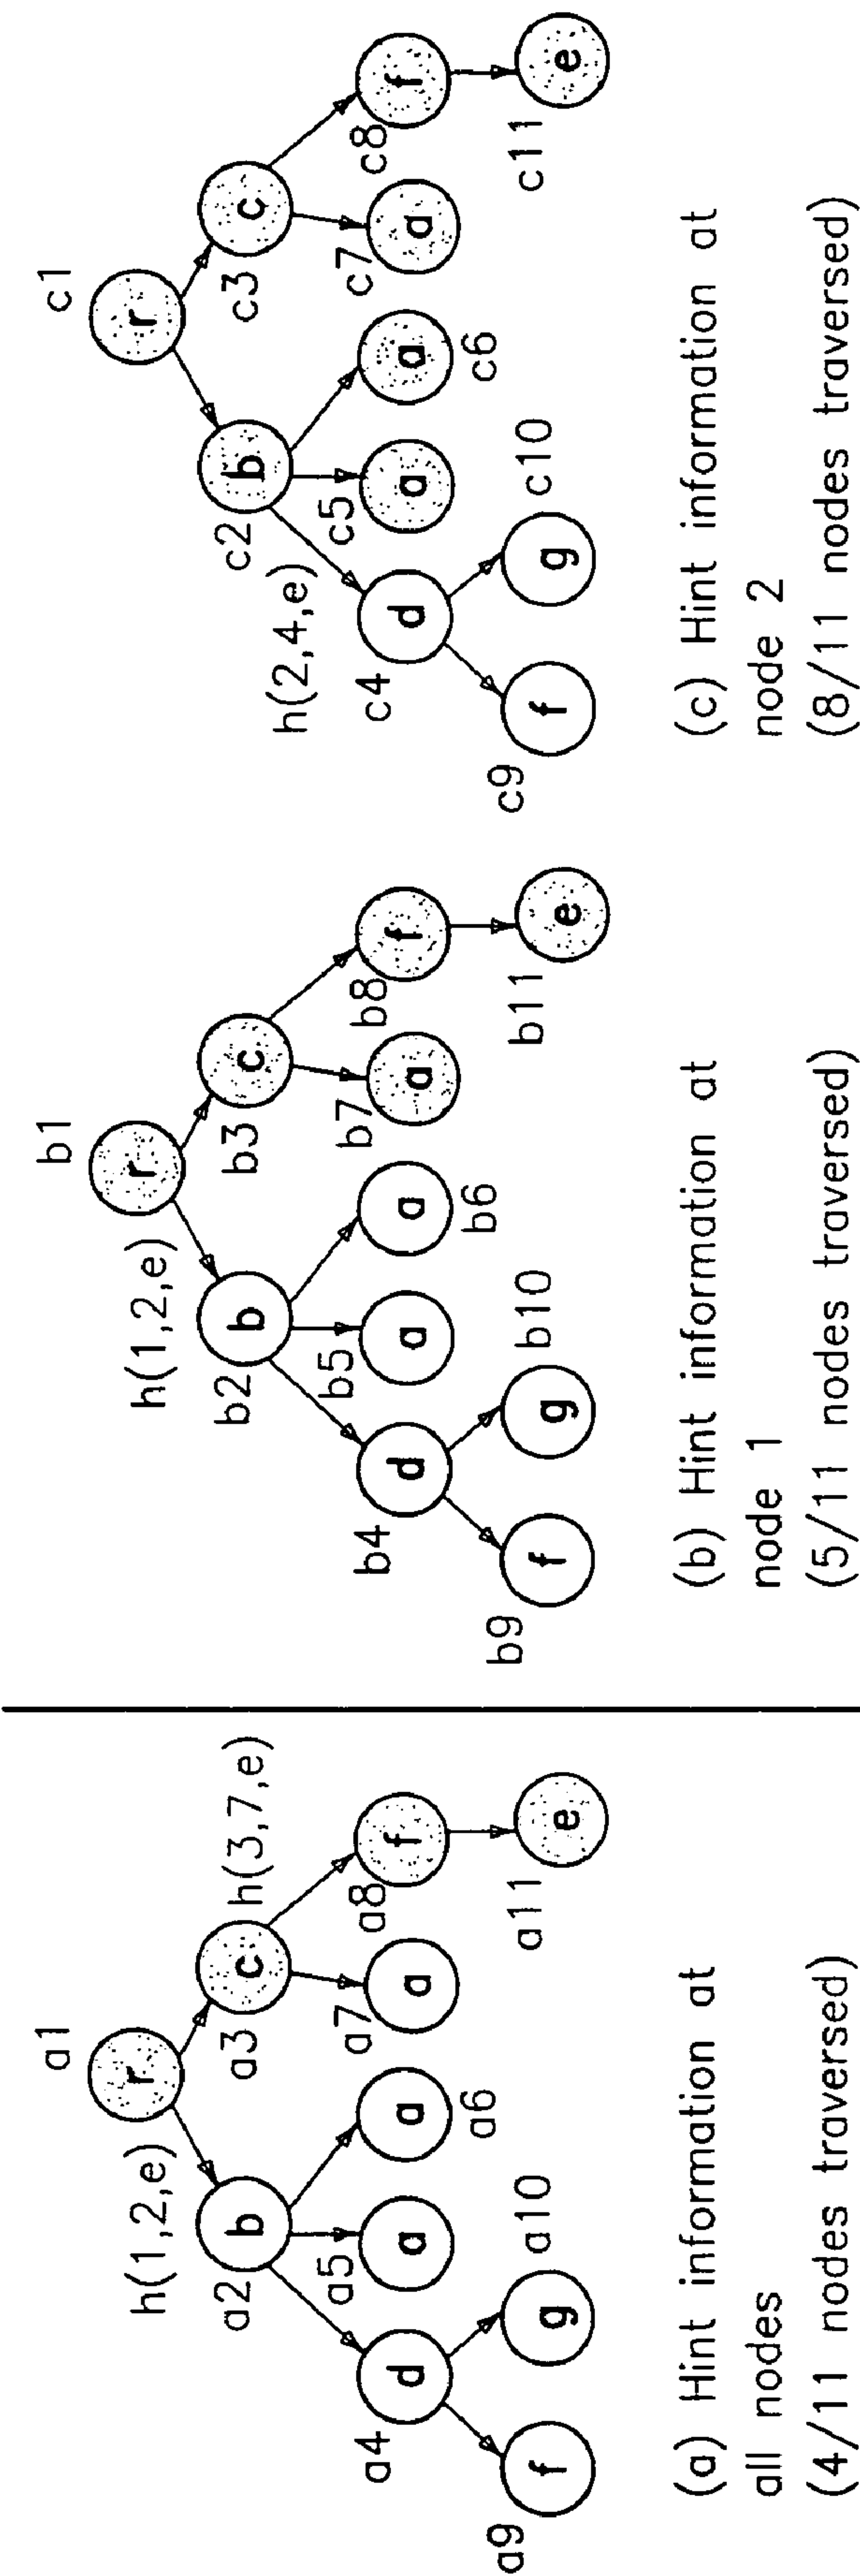 a1
r
h(1,2,e)
h(3,7,e)
a2
b
a3
c
a4
d
a5
a
a
a6
a7
a
a8
f
a9
f
g
a10
a11
e
(a) Hint information at
all nodes
(4/11 nodes traversed)
b1
r
h(1,2,e)
b2
b
b3
c
b4
d
b5
a
a
b6
b7
a
b8
f
b9
f
g
b10
b11
e
(b) Hint information at
node 1
(5/11 nodes traversed)
c1
r
c2
b
c3
c
h(2,4,e)
c4
d
c5
a
a
c6
c7
a
c8
f
c9
f
g
c10
c11
e
(c) Hint information at
node 2
(8/11 nodes traversed)